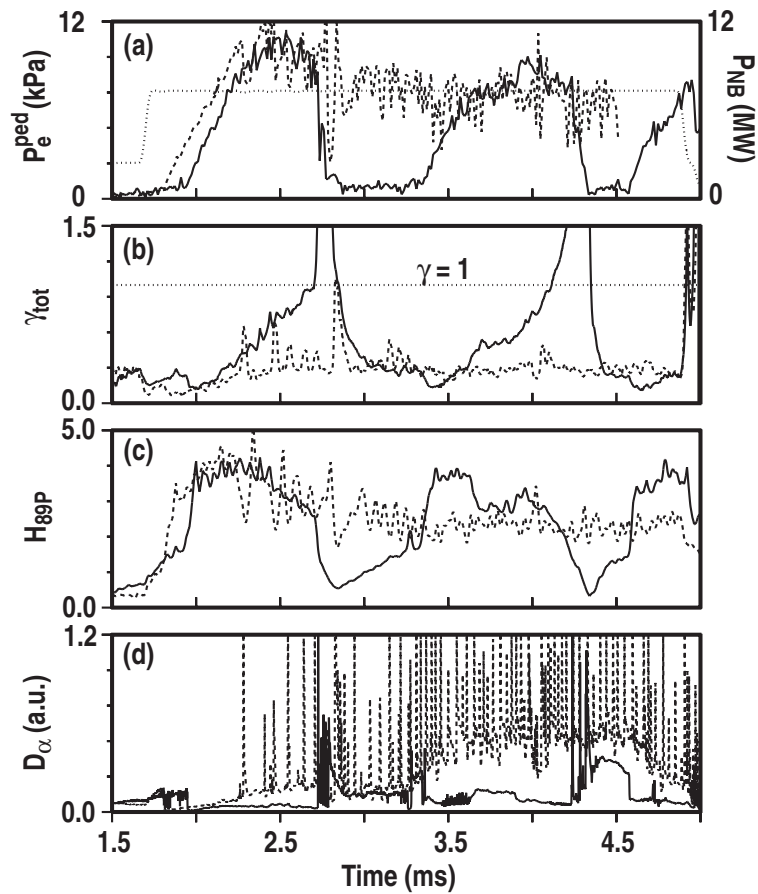 12
(a)
12
P_e^ped (kPa)
P_NB (MW)
0
0
1.5
(b)
γ = 1
γ_tot
0.0
5.0
(c)
H_89P
0.0
1.2
(d)
D_α (a.u.)
0.0
1.5 2.5 3.5 4.5
Time (ms)